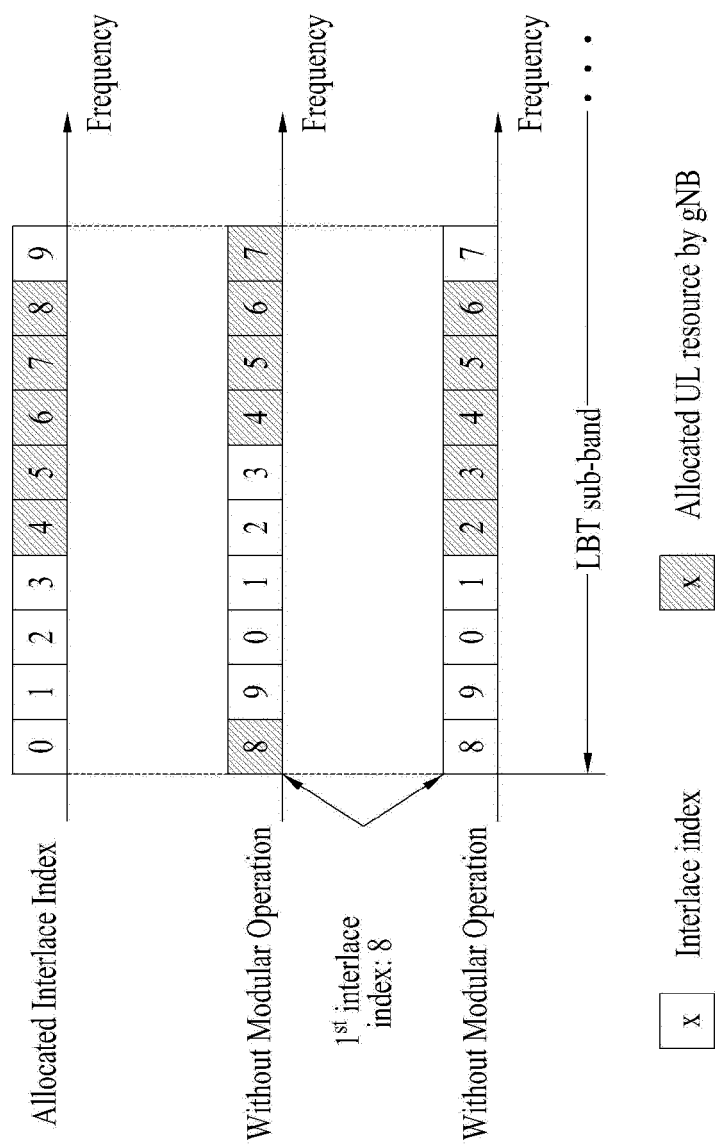 Allocated Interlace Index
0 1 2 3 4 5 6 7 8 9
Frequency
Without Modular Operation
8 9 0 1 2 3 4 5 6 7
Frequency
1st interlace
index: 8
Without Modular Operation
8 9 0 1 2 3 4 5 6 7
Frequency
LBT sub-band
x Interlace index
x Allocated UL resource by gNB